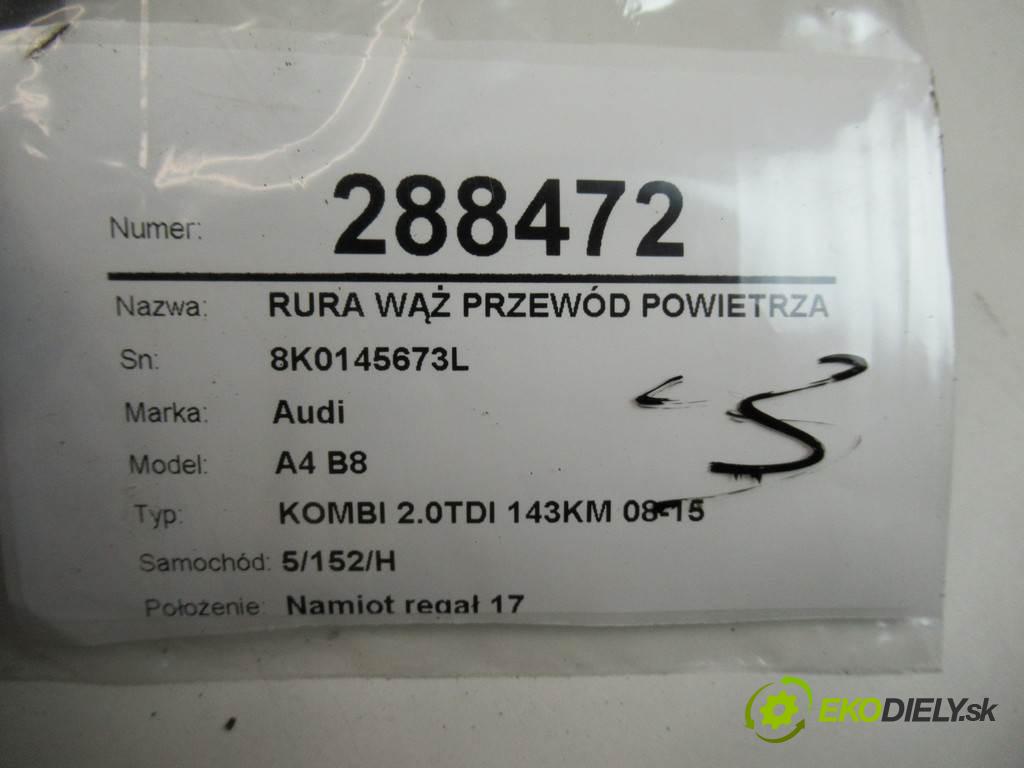 Numer: 288472
Nazwa: RURA WĄŻ PRZEWÓD POWIETRZA
Sn: 8K0145673L
Marka: Audi
Model: A4 B8
Typ: KOMBI 2.0TDI 143KM 08-15
Samochód: 5/152/H
Położenie: Namiot regał 17
EKODIELY.sk